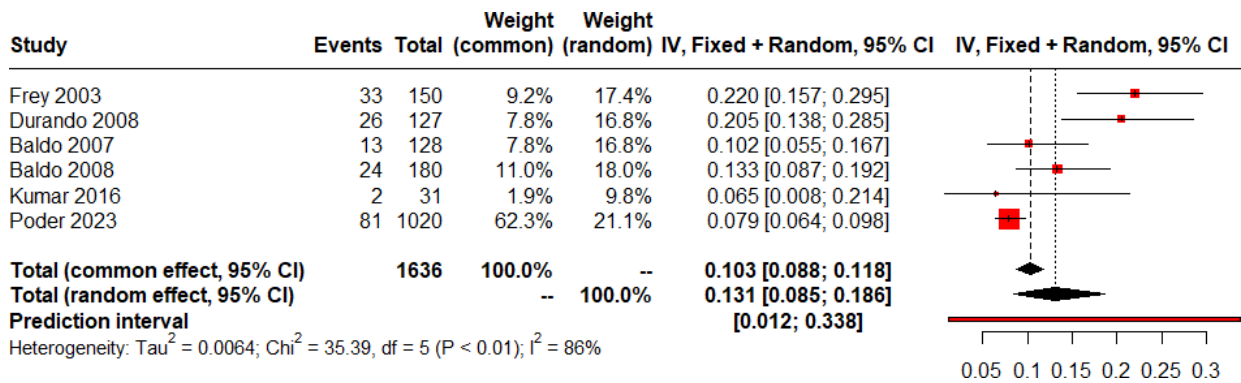 Weight Weight
Study Events Total (common) (random) IV, Fixed + Random, 95% CI IV, Fixed + Random, 95% CI
Frey 2003 33 150 9.2% 17.4% 0.220 [0.157; 0.295]
Durando 2008 26 127 7.8% 16.8% 0.205 [0.138; 0.285]
Baldo 2007 13 128 7.8% 16.8% 0.102 [0.055; 0.167]
Baldo 2008 24 180 11.0% 18.0% 0.133 [0.087; 0.192]
Kumar 2016 2 31 1.9% 9.8% 0.065 [0.008; 0.214]
Poder 2023 81 1020 62.3% 21.1% 0.079 [0.064; 0.098]
Total (common effect, 95% CI) 1636 100.0% -- 0.103 [0.088; 0.118]
Total (random effect, 95% CI) -- 100.0% 0.131 [0.085; 0.186]
Prediction interval [0.012; 0.338]
Heterogeneity: Tau² = 0.0064; Chi² = 35.39, df = 5 (P < 0.01); I² = 86%
0.05 0.1 0.15 0.2 0.25 0.3